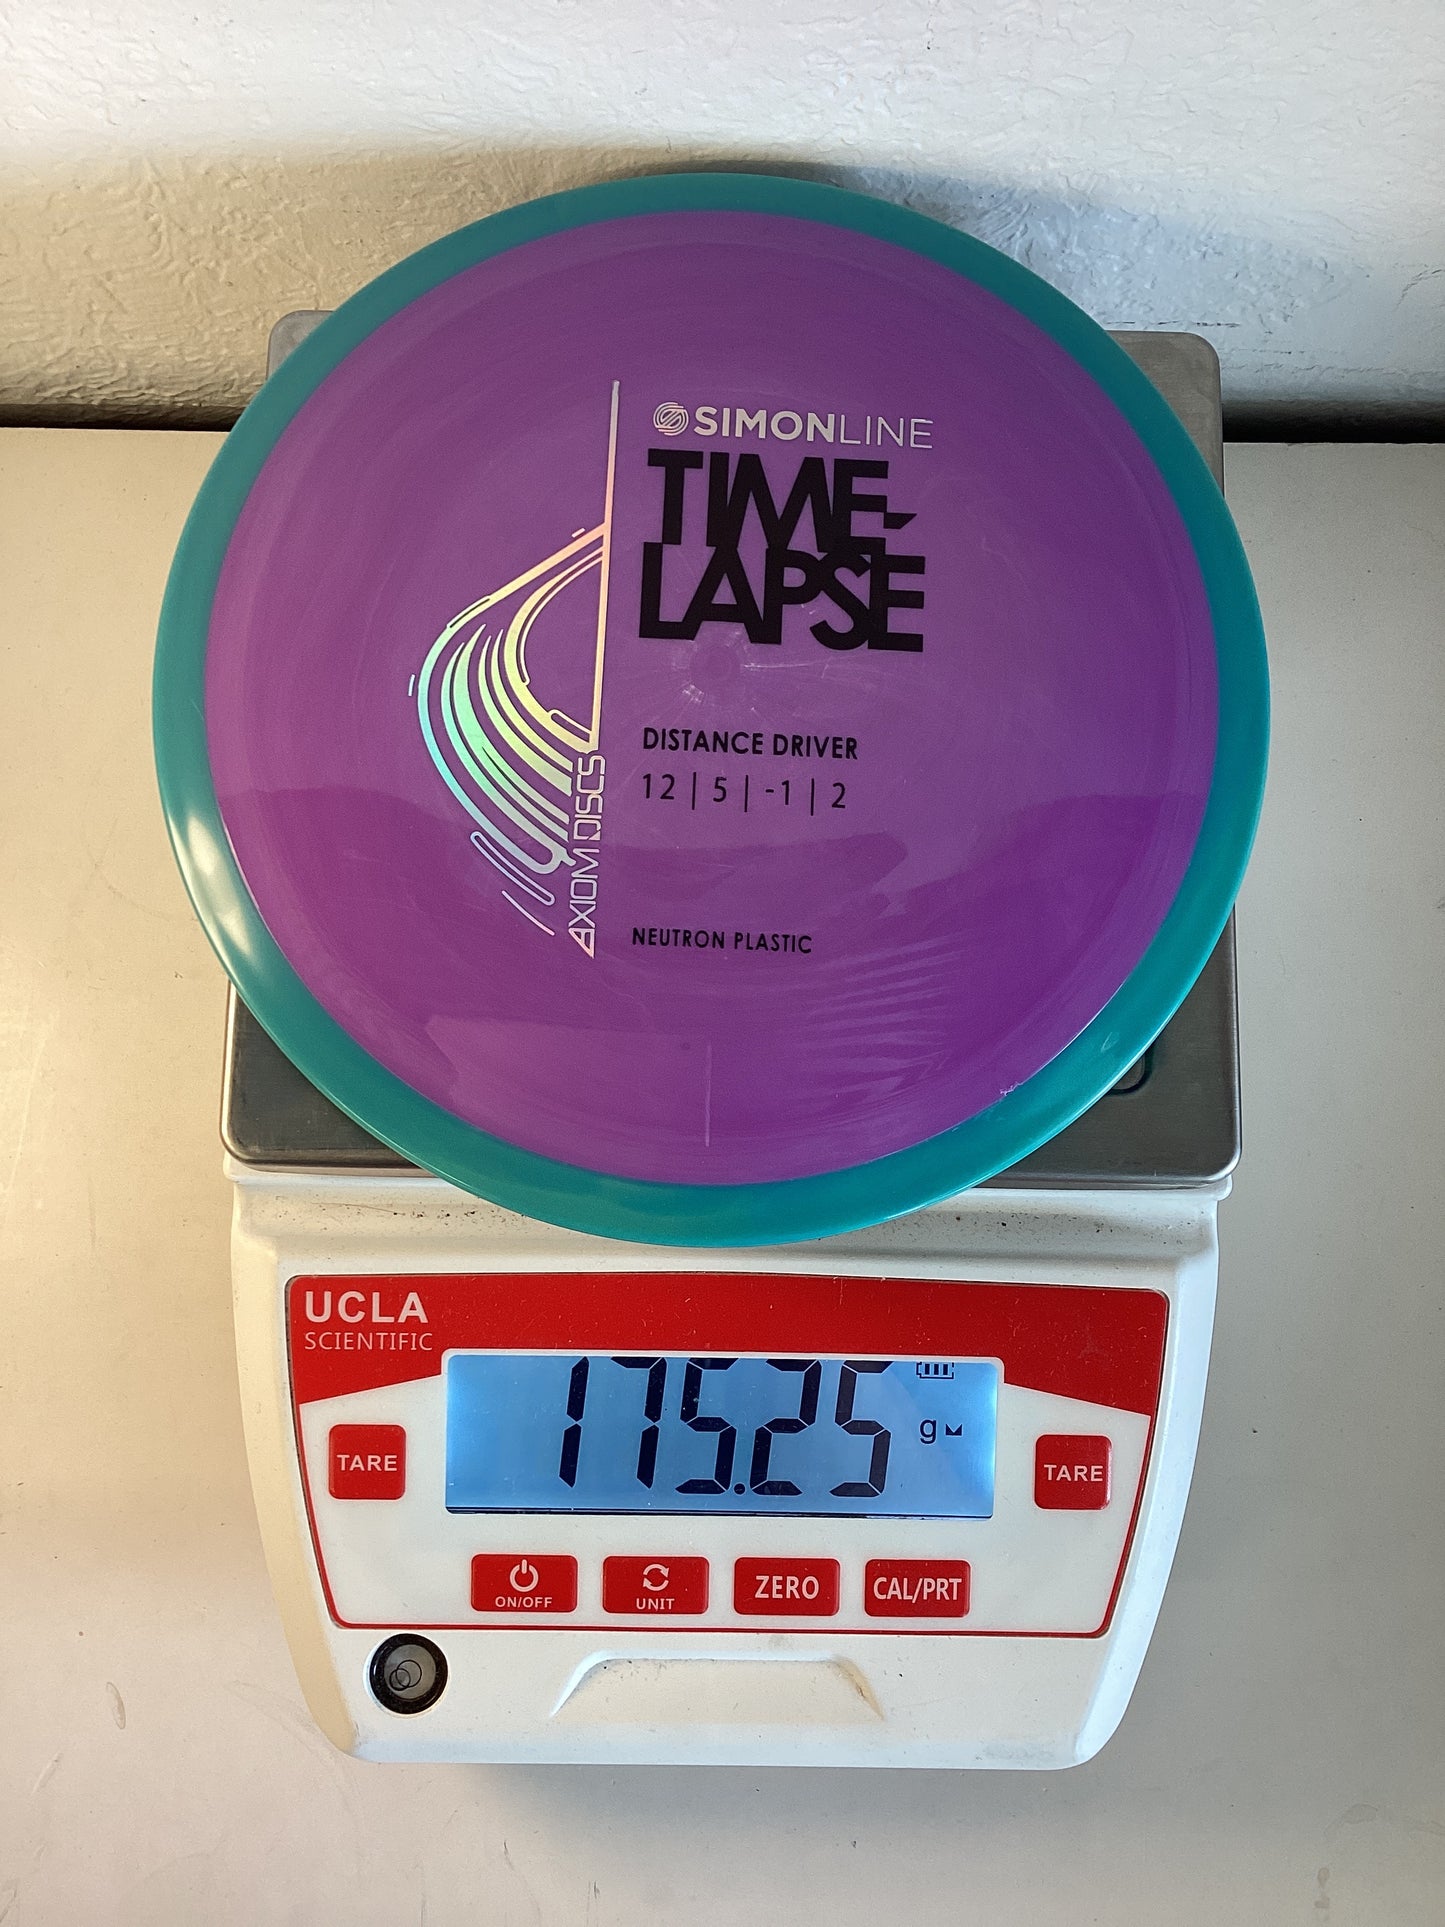 SIMONLINE
TIME-
LAPSE
DISTANCE DRIVER
12 | 5 | -1 | 2
AXIOM DISCS
NEUTRON PLASTIC
UCLA
SCIENTIFIC
175.25 g
TARE
TARE
ON/OFF
UNIT
ZERO
CAL/PRT